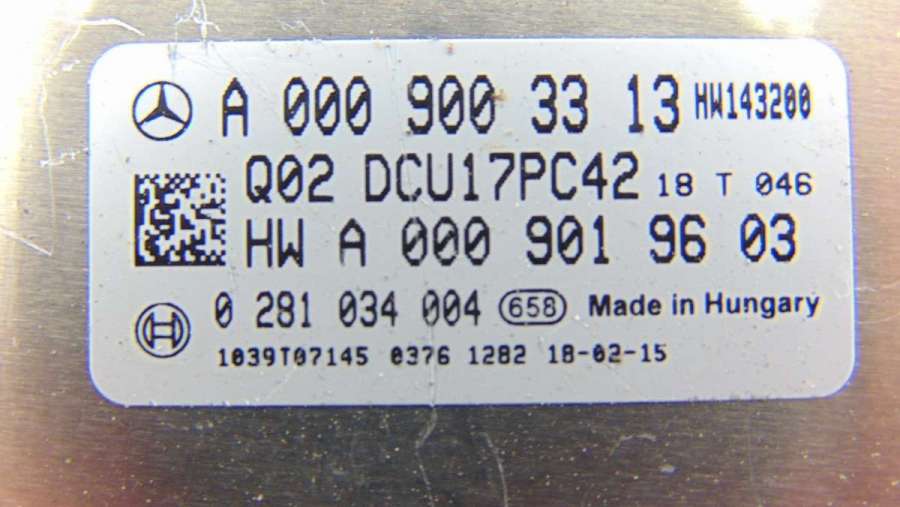 A 000 900 33 13 HW143200
Q02 DCU17PC42 18 T 046
HW A 000 901 96 03
0 281 034 004 658 Made in Hungary
1039T07145 0376 1282 18-02-15